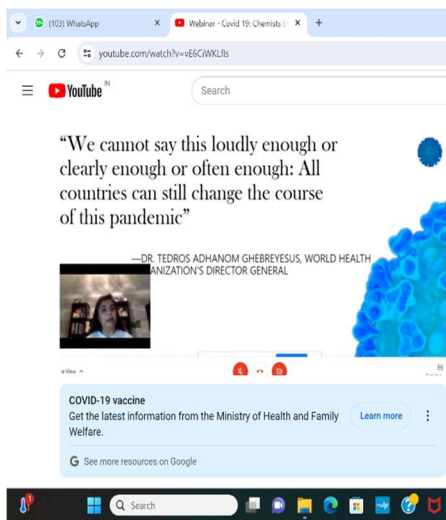 (103) WhatsApp
Webinar - Covid 19: Chemists
youtube.com/watch?v=vE6CiWKLfIs
YouTube IN
Search
“We cannot say this loudly enough or
clearly enough or often enough: All
countries can still change the course
of this pandemic”
—DR. TEDROS ADHANOM GHEBREYESUS, WORLD HEALTH
ANIZATION'S DIRECTOR GENERAL
View
COVID-19 vaccine
Get the latest information from the Ministry of Health and Family
Welfare.
Learn more
G See more resources on Google
1
Search